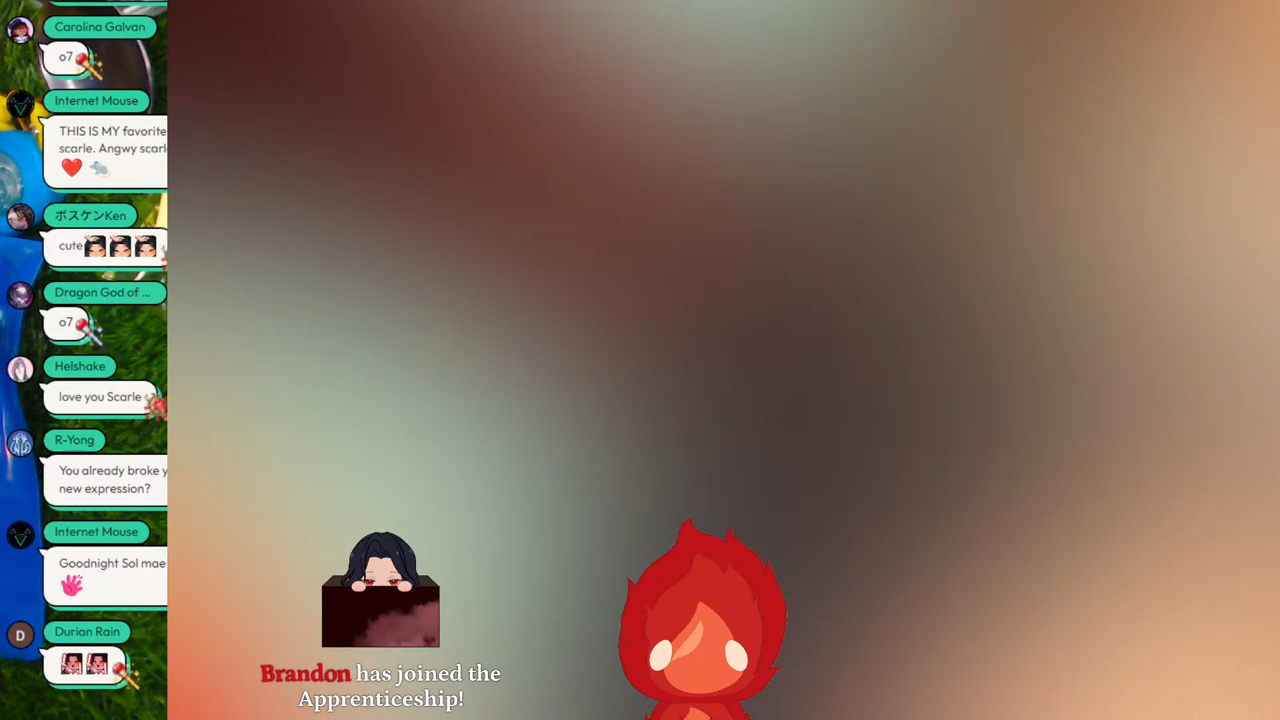 Carolina Galvan
o7
Internet Mouse
THIS IS MY favorite
scarle. Angwy scarl
ボスケンKen
cute
Dragon God of ...
o7
Helshake
love you Scarle
R-Yong
You already broke y
new expression?
Internet Mouse
Goodnight Sol mae
D
Durian Rain
Brandon has joined the
Apprenticeship!